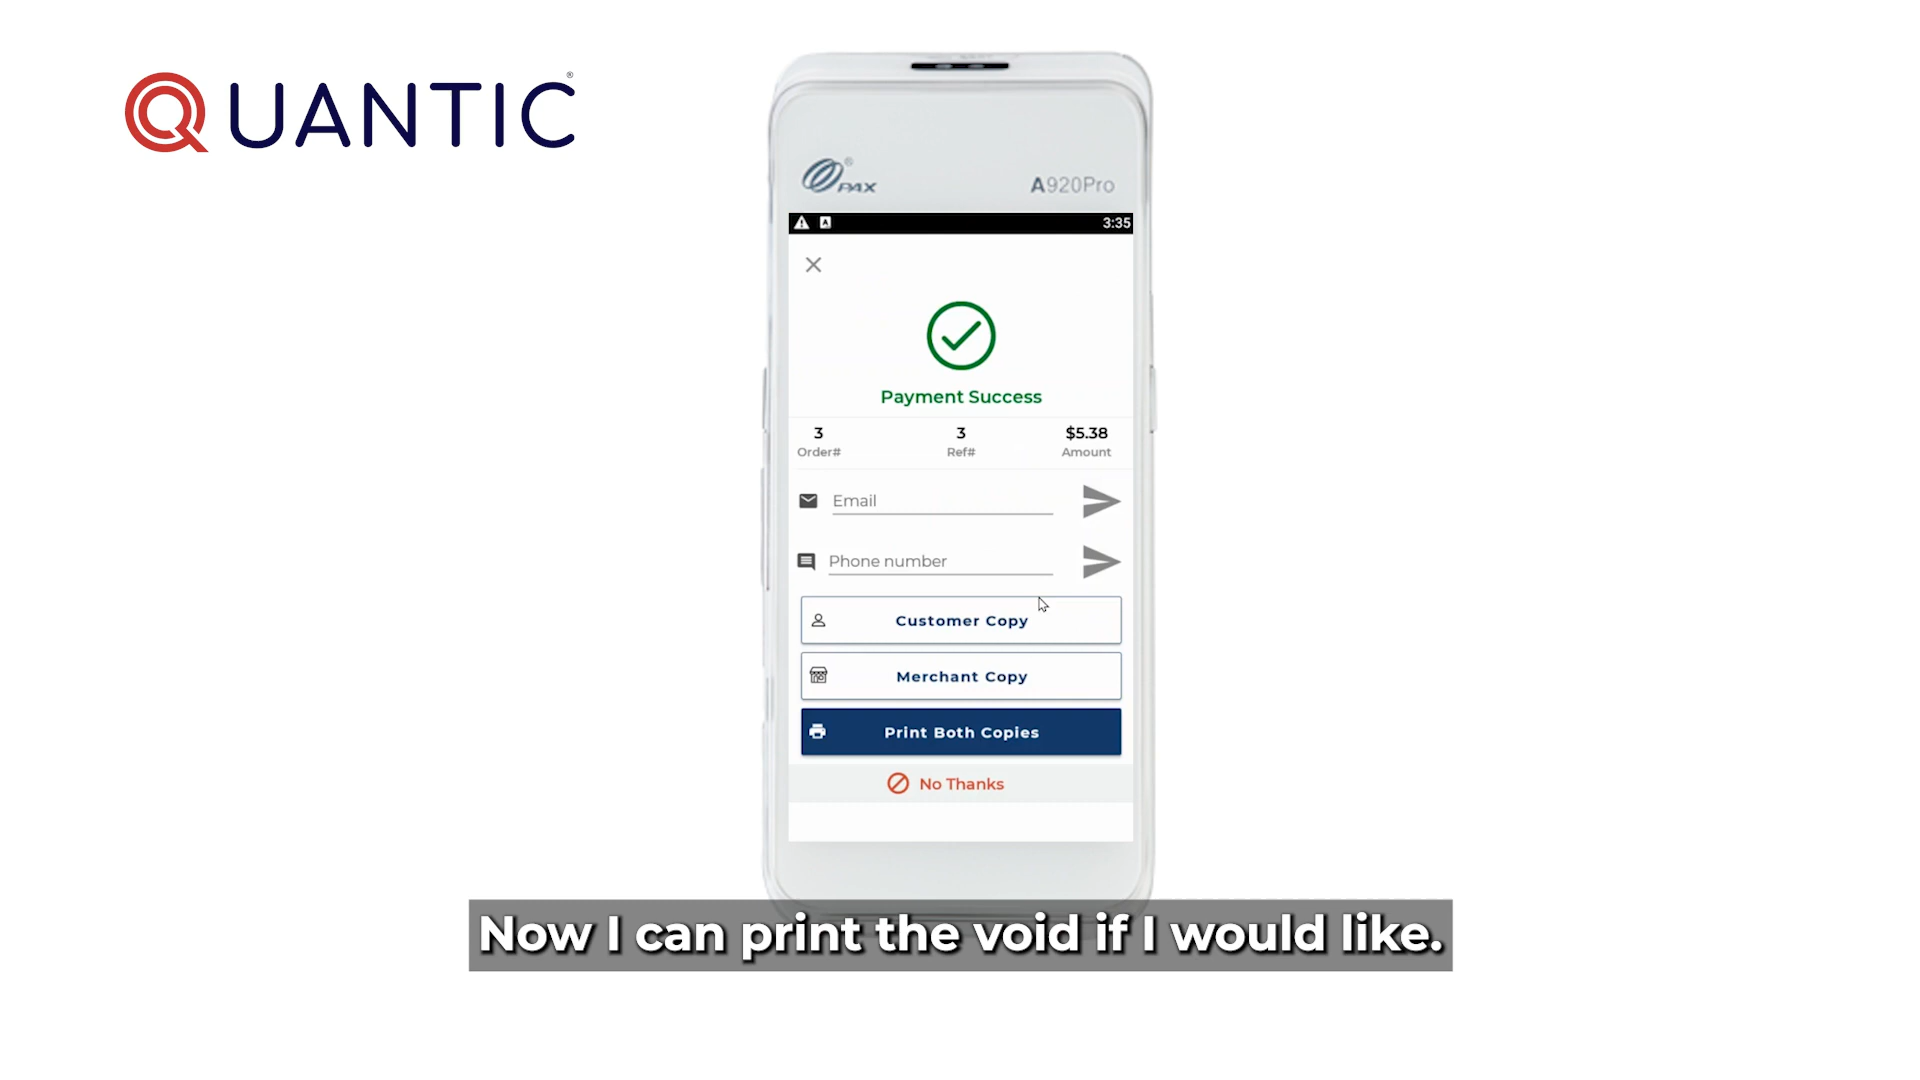 QUANTIC®
PAX®
A920Pro
3:35
Payment Success
3 3 $5.38
Order# Ref# Amount
Email
Phone number
Customer Copy
Merchant Copy
Print Both Copies
No Thanks
Now I can print the void if I would like.